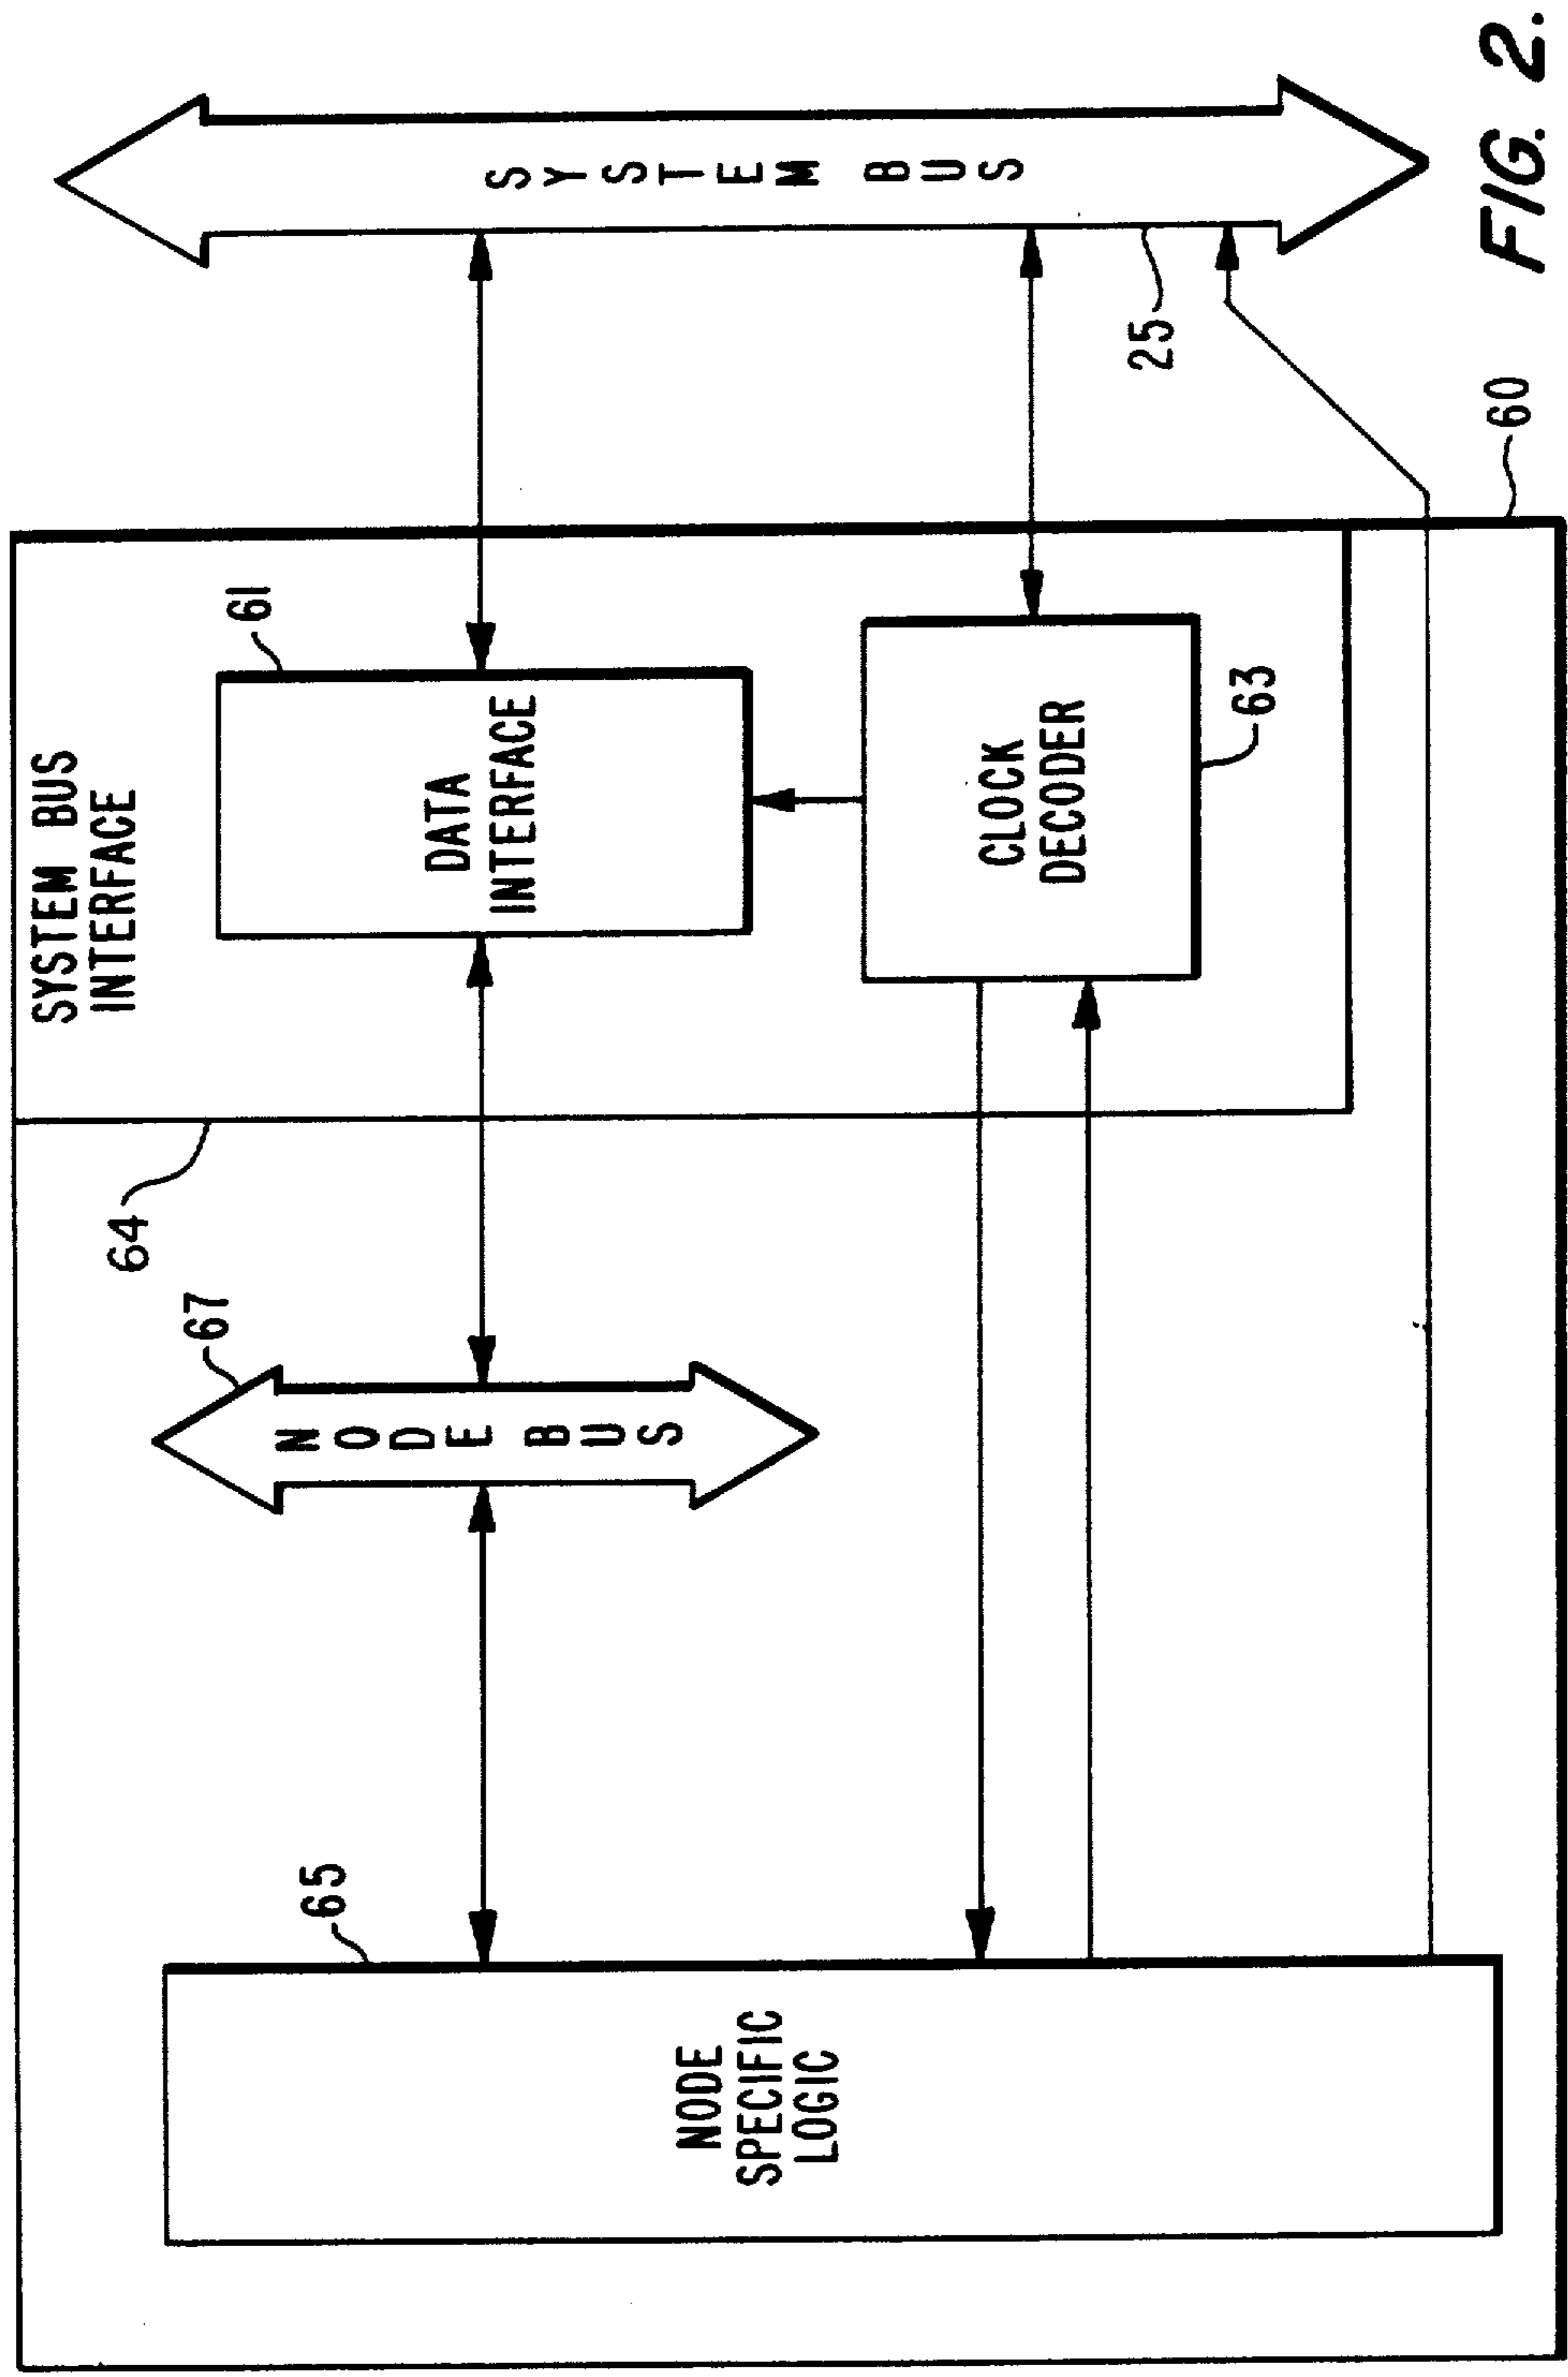 SYSTEM BUS
INTERFACE
64
67
65
61
DATA
INTERFACE
NODE BUS
NODE
SPECIFIC
LOGIC
CLOCK
DECODER
63
SYSTEM BUS
25
60
FIG. 2.